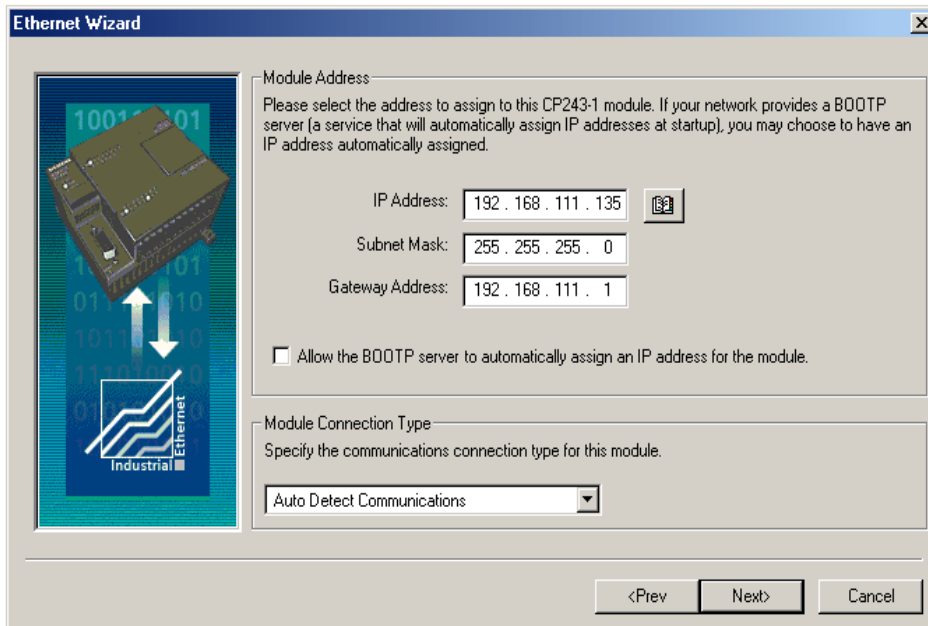 Ethernet Wizard
Module Address
Please select the address to assign to this CP243-1 module. If your network provides a BOOTP
server (a service that will automatically assign IP addresses at startup), you may choose to have an
IP address automatically assigned.
IP Address: 192 . 168 . 111 . 135
Subnet Mask: 255 . 255 . 255 . 0
Gateway Address: 192 . 168 . 111 . 1
Allow the BOOTP server to automatically assign an IP address for the module.
Module Connection Type
Specify the communications connection type for this module.
Auto Detect Communications
Industrial
Ethernet
<Prev
Next>
Cancel